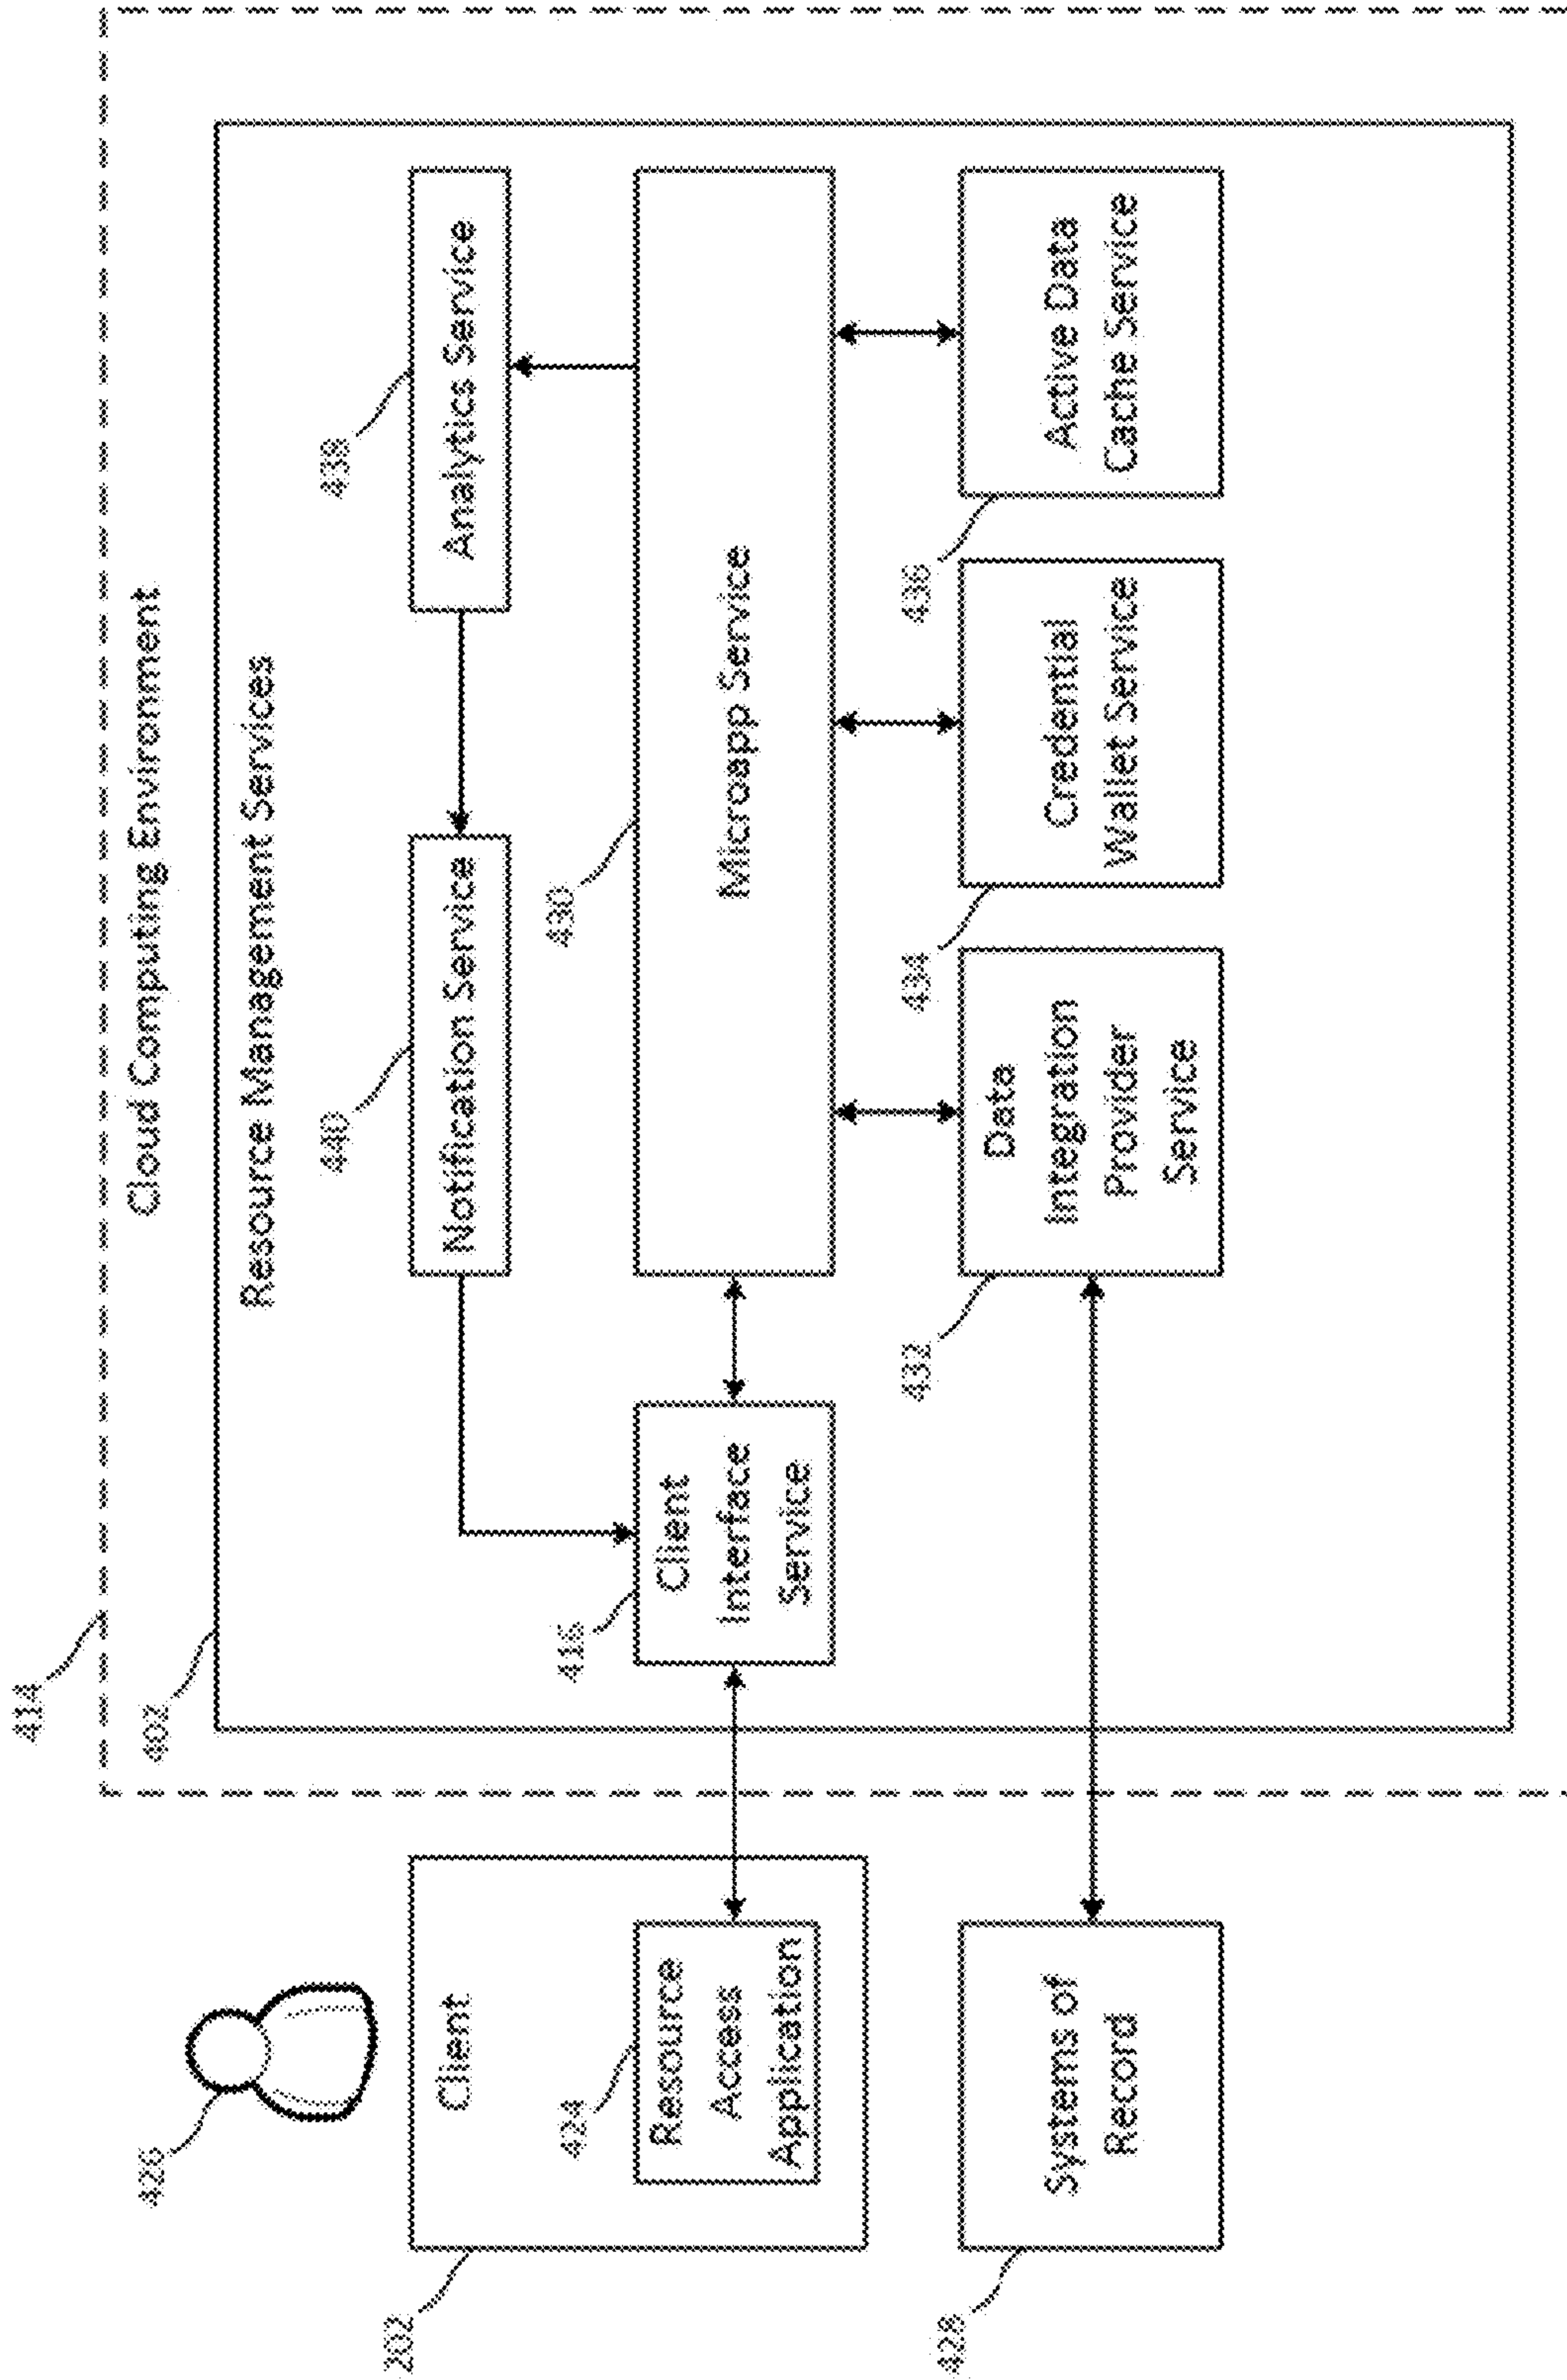 414
Cloud Computing Environment
402
Resource Management Services
426
202
Client
440
Notification Service
438
Analytics Service
424
Resource
Access
Application
416
Client
Interface
Service
430
Microapp Service
428
Systems of
Record
432
Data
Integration
Provider
Service
434
Credential
Wallet Service
436
Active Data
Cache Service